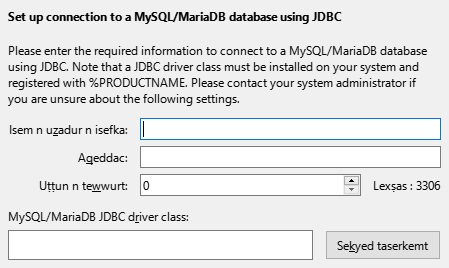 Set up connection to a MySQL/MariaDB database using JDBC
Please enter the required information to connect to a MySQL/MariaDB database
using JDBC. Note that a JDBC driver class must be installed on your system and
registered with %PRODUCTNAME. Please contact your system administrator if
you are unsure about the following settings.
Isem n uzadur n isefka:
Aqeddac:
Uṭṭun n tewwurt: 0 Lexṣas : 3306
MySQL/MariaDB JDBC driver class:
Sekyed taserkemt